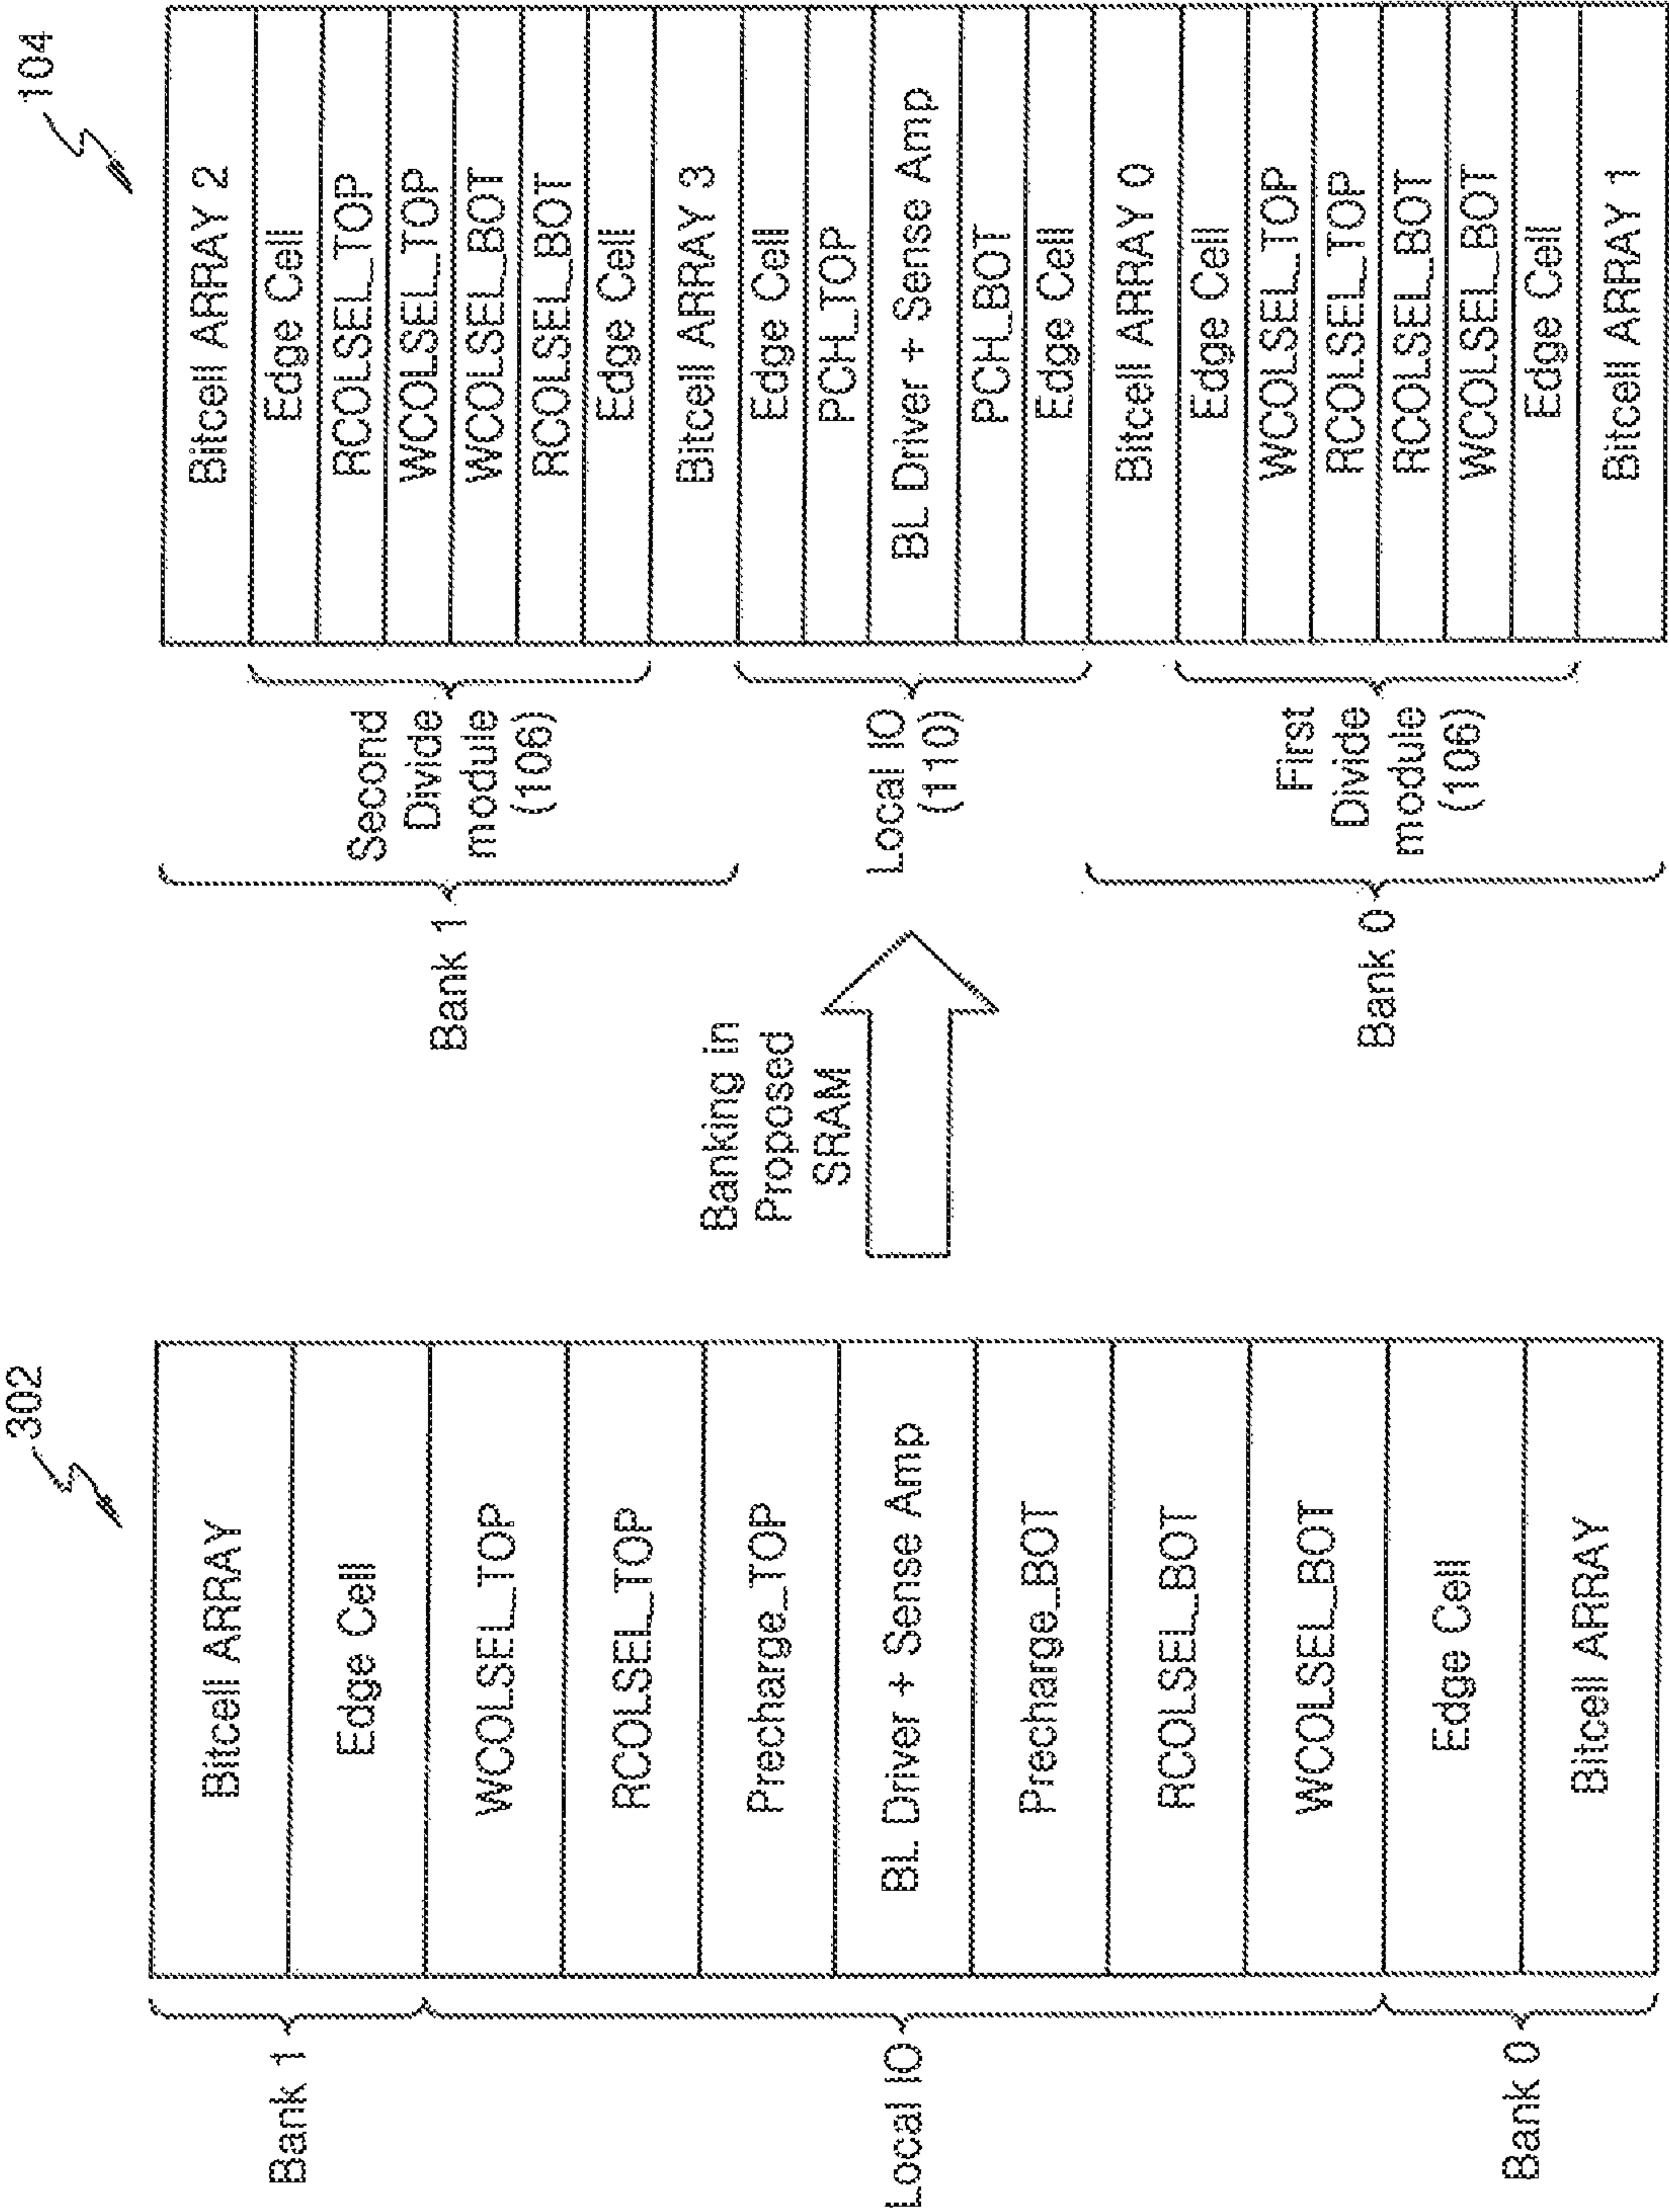 302
Bank 1
Local IO
Bank 0
Bitcell ARRAY
Edge Cell
WCOLSEL_TOP
RCOLSEL_TOP
Precharge_TOP
BL Driver + Sense Amp
Precharge_BOT
RCOLSEL_BOT
WCOLSEL_BOT
Edge Cell
Bitcell ARRAY
Banking in
Proposed
SRAM
104
Bank 1
Second
Divide
module
(106)
Local IO
(110)
Bank 0
First
Divide
module
(106)
Bitcell ARRAY 2
Edge Cell
RCOLSEL_TOP
WCOLSEL_TOP
WCOLSEL_BOT
RCOLSEL_BOT
Edge Cell
Bitcell ARRAY 3
Edge Cell
PCH_TOP
BL Driver + Sense Amp
PCH_BOT
Edge Cell
Bitcell ARRAY 0
Edge Cell
WCOLSEL_TOP
RCOLSEL_TOP
RCOLSEL_BOT
WCOLSEL_BOT
Edge Cell
Bitcell ARRAY 1